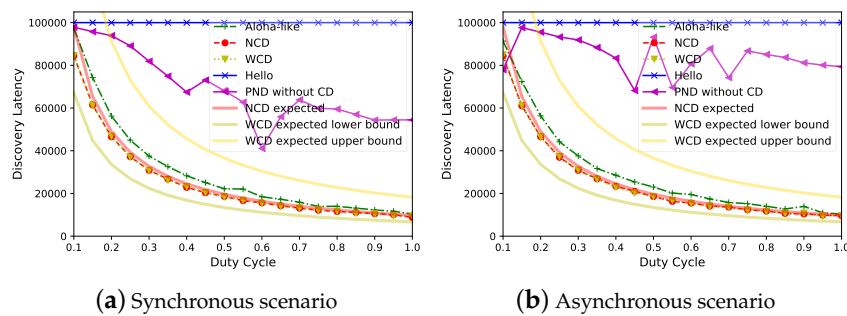 100000
80000
60000
40000
20000
0
Discovery Latency
0.1 0.2 0.3 0.4 0.5 0.6 0.7 0.8 0.9 1.0
Duty Cycle
Aloha-like
NCD
WCD
Hello
PND without CD
NCD expected
WCD expected lower bound
WCD expected upper bound
(a) Synchronous scenario
100000
80000
60000
40000
20000
0
Discovery Latency
0.1 0.2 0.3 0.4 0.5 0.6 0.7 0.8 0.9 1.0
Duty Cycle
Aloha-like
NCD
WCD
Hello
PND without CD
NCD expected
WCD expected lower bound
WCD expected upper bound
(b) Asynchronous scenario